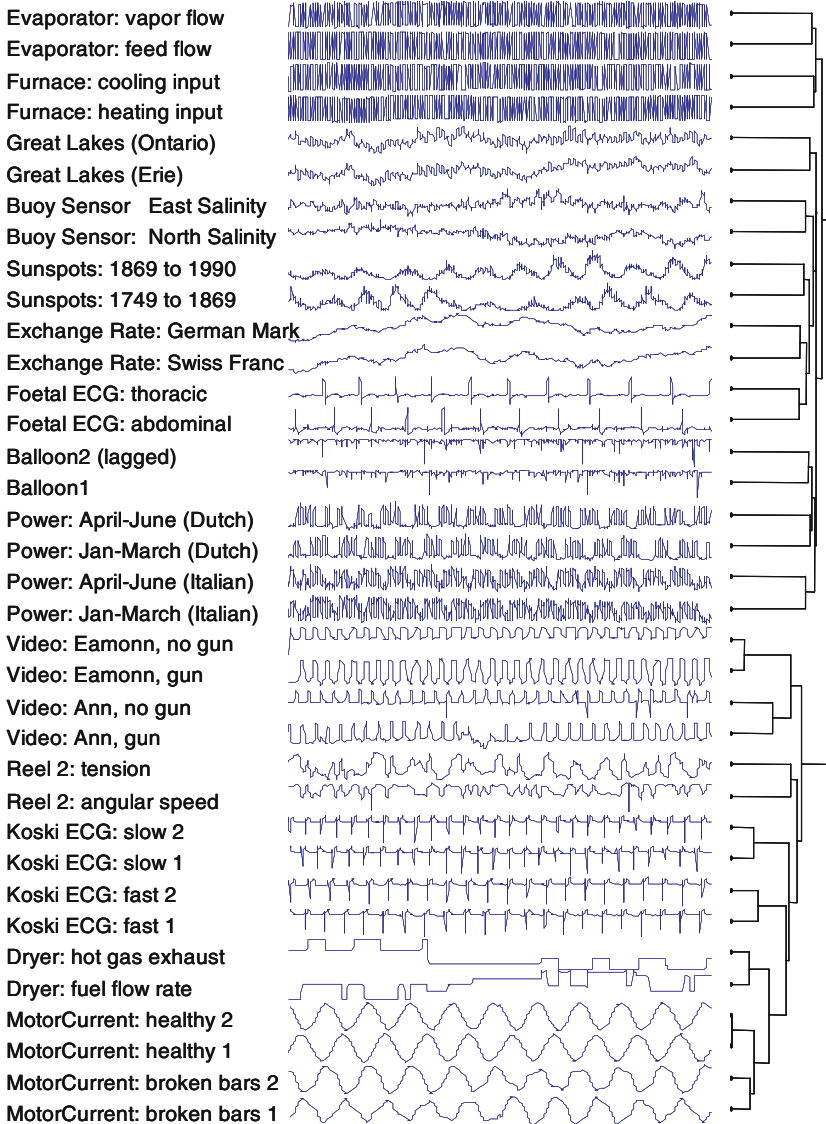 Evaporator: vapor flow
Evaporator: feed flow
Furnace: cooling input
Furnace: heating input
Great Lakes (Ontario)
Great Lakes (Erie)
Buoy Sensor East Salinity
Buoy Sensor: North Salinity
Sunspots: 1869 to 1990
Sunspots: 1749 to 1869
Exchange Rate: German Mark
Exchange Rate: Swiss Franc
Foetal ECG: thoracic
Foetal ECG: abdominal
Balloon2 (lagged)
Balloon1
Power: April-June (Dutch)
Power: Jan-March (Dutch)
Power: April-June (Italian)
Power: Jan-March (Italian)
Video: Eamonn, no gun
Video: Eamonn, gun
Video: Ann, no gun
Video: Ann, gun
Reel 2: tension
Reel 2: angular speed
Koski ECG: slow 2
Koski ECG: slow 1
Koski ECG: fast 2
Koski ECG: fast 1
Dryer: hot gas exhaust
Dryer: fuel flow rate
MotorCurrent: healthy 2
MotorCurrent: healthy 1
MotorCurrent: broken bars 2
MotorCurrent: broken bars 1